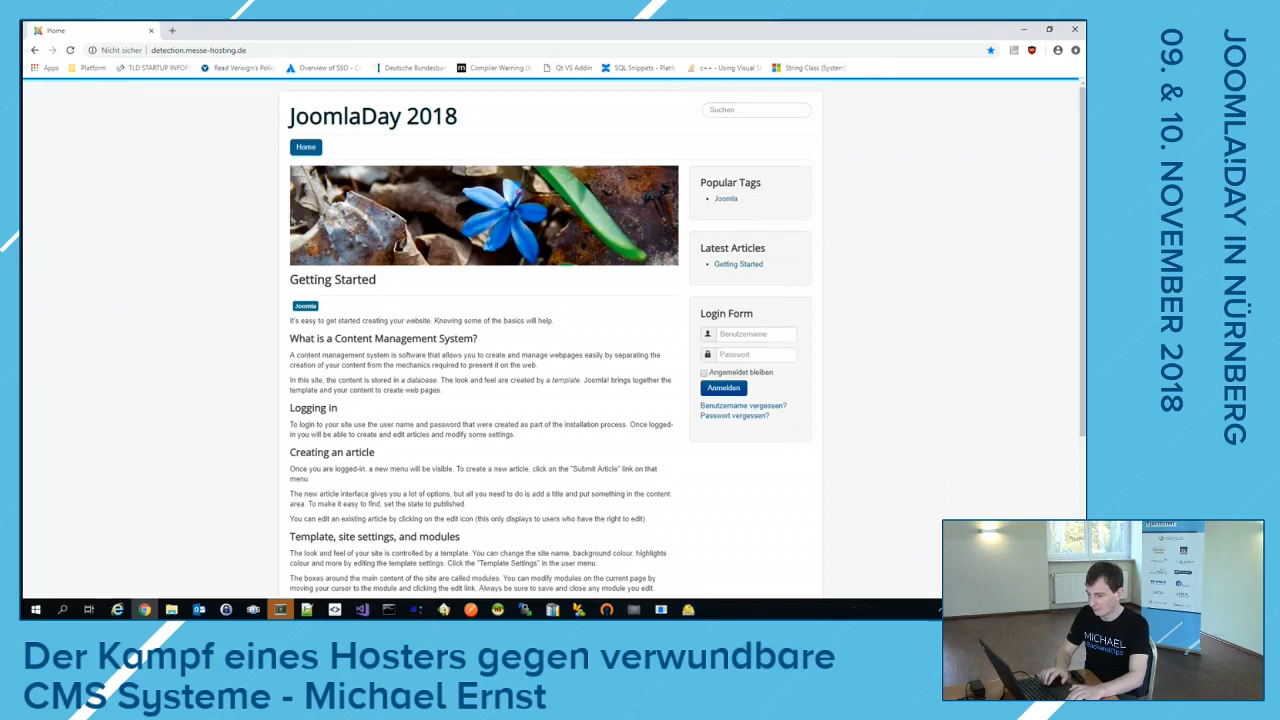 Home
Nicht sicher | detection.messe-hosting.de
Apps
Platform
TLD STARTUP INFOR
Read Verisign's Policy
Overview of SSO - Co
Deutsche Bundesban
Compiler Warning (le
Qt VS Addin
SQL Snippets - Platf
c++ - Using Visual S
String Class (System)
JoomlaDay 2018
Suchen ...
Home
Popular Tags
Joomla
Latest Articles
Getting Started
Login Form
Benutzername
Passwort
Angemeldet bleiben
Anmelden
Benutzername vergessen?
Passwort vergessen?
Getting Started
Joomla
It's easy to get started creating your website. Knowing some of the basics will help.
What is a Content Management System?
A content management system is software that allows you to create and manage webpages easily by separating the
creation of your content from the mechanics required to present it on the web.
In this site, the content is stored in a database. The look and feel are created by a template. Joomla! brings together the
template and your content to create web pages.
Logging in
To login to your site use the user name and password that were created as part of the installation process. Once logged-
in you will be able to create and edit articles and modify some settings.
Creating an article
Once you are logged-in, a new menu will be visible. To create a new article, click on the "Submit Article" link on that
menu.
The new article interface gives you a lot of options, but all you need to do is add a title and put something in the content
area. To make it easy to find, set the state to published.
You can edit an existing article by clicking on the edit icon (this only displays to users who have the right to edit).
Template, site settings, and modules
The look and feel of your site is controlled by a template. You can change the site name, background colour, highlights
colour and more by editing the template settings. Click the "Template Settings" in the user menu.
The boxes around the main content of the site are called modules. You can modify modules on the current page by
moving your cursor to the module and clicking the edit link. Always be sure to save and close any module you edit.
JOOMLA!DAY IN NÜRNBERG
09. & 10. NOVEMBER 2018
MICHAEL
Der Kampf eines Hosters gegen verwundbare
CMS Systeme - Michael Ernst